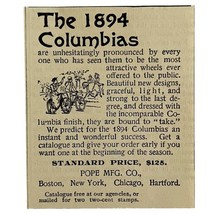 The 1894
Columbias
are unhesitatingly pronounced by every
one who has seen them to be the most
attractive wheels ever
offered to the public.
Beautiful new designs,
graceful, light, and
strong to the last de-
gree, and dressed with
the incomparable Co-
lumbia finish, they are bound to "take."
We predict for the 1894 Columbias an
instant and wonderful success. Get a
catalogue and give your order early if you
want one at the beginning of the season.
STANDARD PRICE, $125.
POPE MFG. CO.,
Boston, New York, Chicago, Hartford.
Catalogue free at our agencies, or
mailed for two two-cent stamps.